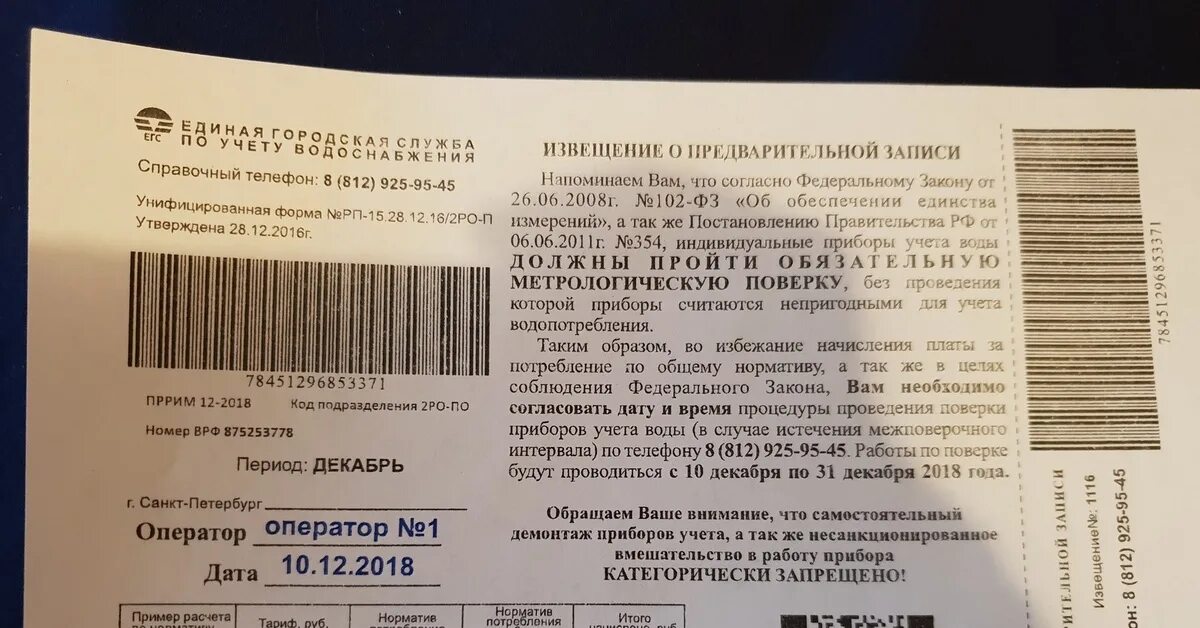 ЕГС
ЕДИНАЯ ГОРОДСКАЯ СЛУЖБА
ПО УЧЕТУ ВОДОСНАБЖЕНИЯ
Справочный телефон: 8 (812) 925-95-45
Унифицированная форма №РП-15.28.12.16/2РО-П
Утверждена 28.12.2016г.
78451296853371
ПРРИМ 12-2018 Код подразделения 2РО-ПО
Номер ВРФ 875253778
Период: ДЕКАБРЬ
г. Санкт-Петербург
Оператор оператор №1
Дата 10.12.2018
Пример расчета
Тариф, руб.
Норматив
Норматив
потребления
Итого
ИЗВЕЩЕНИЕ О ПРЕДВАРИТЕЛЬНОЙ ЗАПИСИ
Напоминаем Вам, что согласно Федеральному Закону от
26.06.2008г. №102-ФЗ «Об обеспечении единства
измерений», а так же Постановлению Правительства РФ от
06.06.2011г. №354, индивидуальные приборы учета воды
ДОЛЖНЫ ПРОЙТИ ОБЯЗАТЕЛЬНУЮ
МЕТРОЛОГИЧЕСКУЮ ПОВЕРКУ, без проведения
которой приборы считаются непригодными для учета
водопотребления.
Таким образом, во избежание начисления платы за
потребление по общему нормативу, а так же в целях
соблюдения Федерального Закона, Вам необходимо
согласовать дату и время процедуры проведения поверки
приборов учета воды (в случае истечения межповерочного
интервала) по телефону 8 (812) 925-95-45. Работы по поверке
будут проводиться с 10 декабря по 31 декабря 2018 года.
Обращаем Ваше внимание, что самостоятельный
демонтаж приборов учета, а так же несанкционированное
вмешательство в работу прибора
КАТЕГОРИЧЕСКИ ЗАПРЕЩЕНО!
78451296853371
ЗАПИСИ
Извещение№: 1116
8 (812) 925-95-45